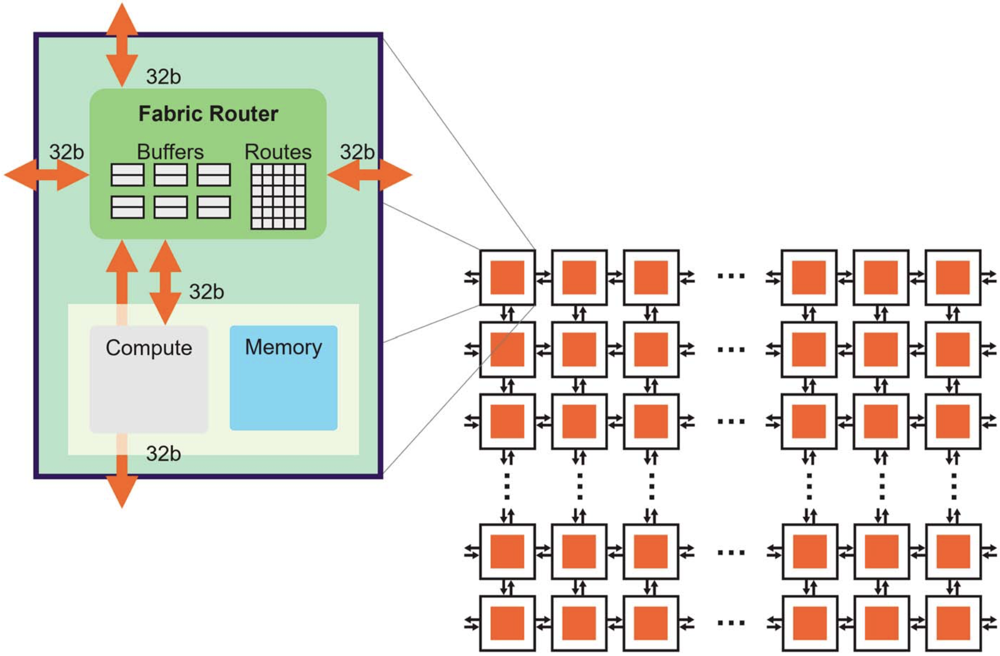 32b
Fabric Router
32b
Buffers
Routes
32b
32b
Compute
Memory
32b